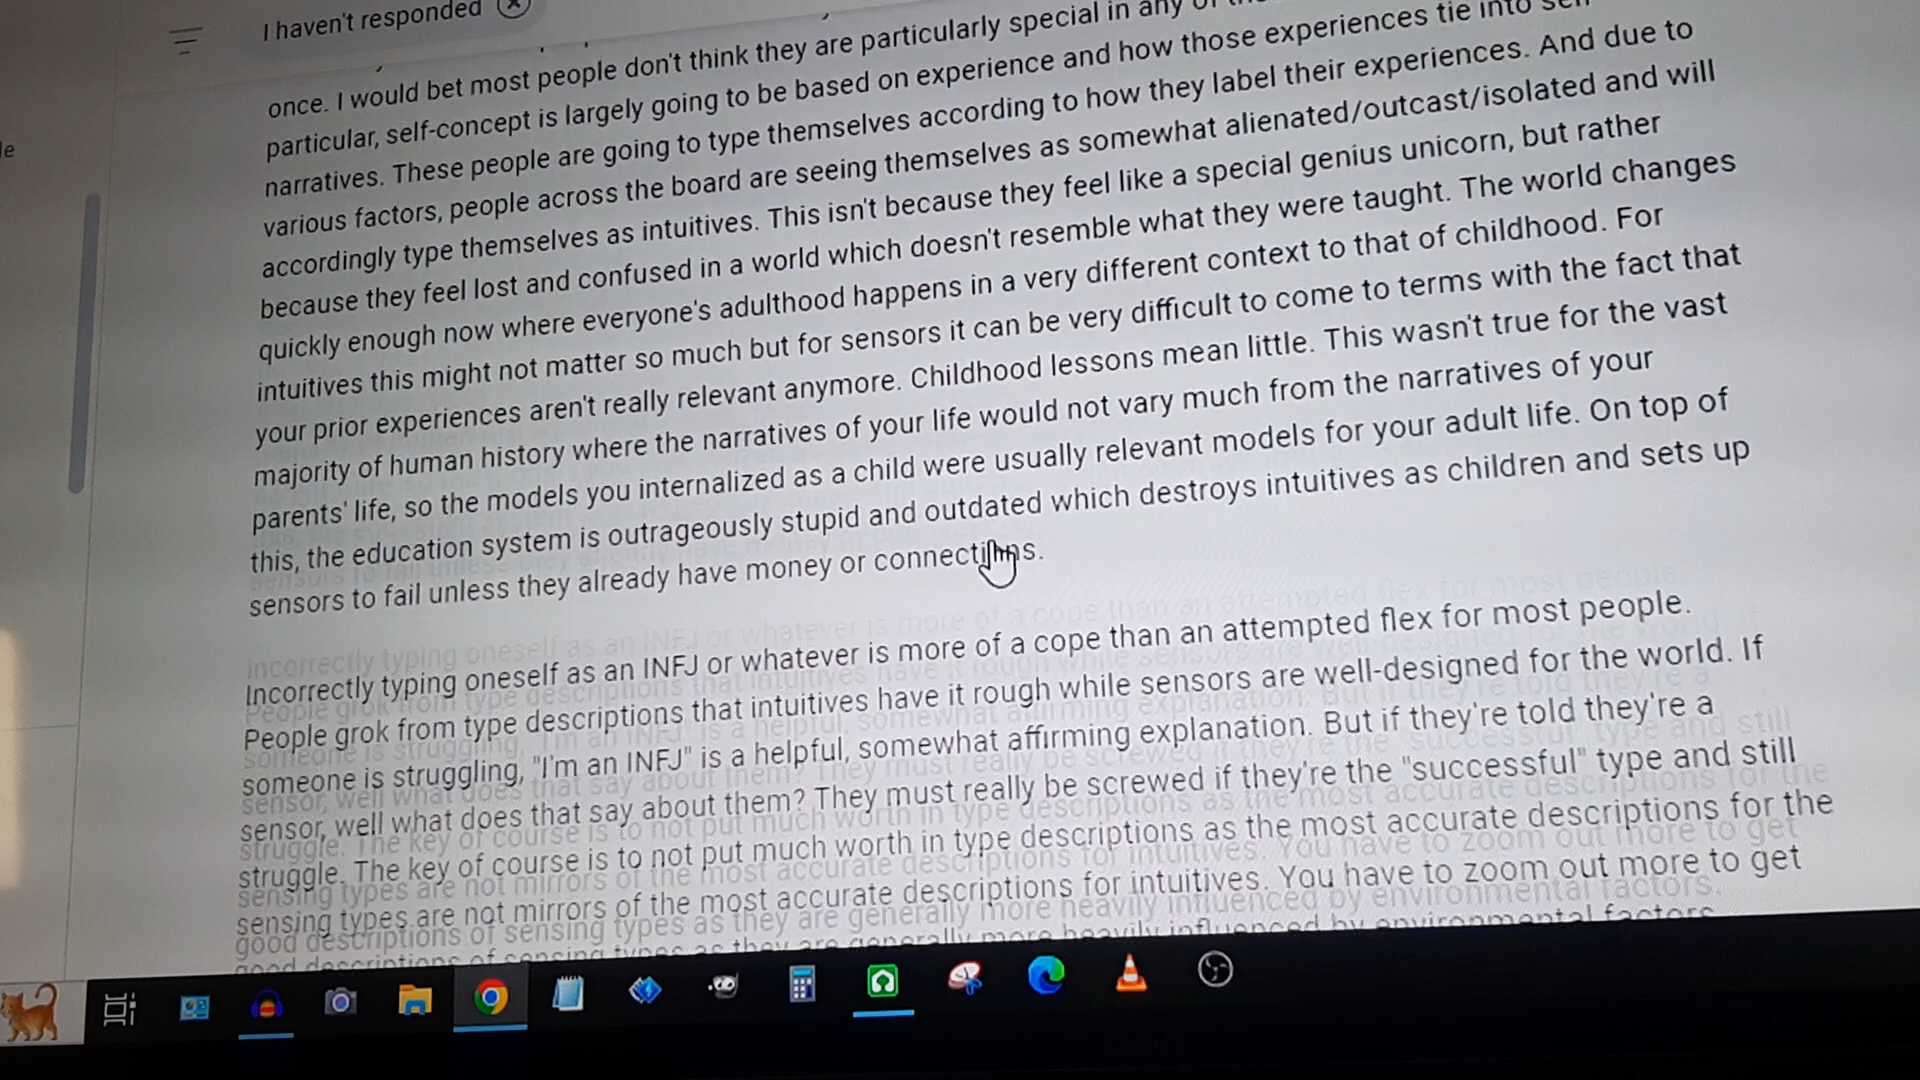 I haven't responded
le
once. I would bet most people don't think they are particularly special in any of
particular, self-concept is largely going to be based on experience and how those experiences tie into
narratives. These people are going to type themselves according to how they label their experiences. And due to
various factors, people across the board are seeing themselves as somewhat alienated/outcast/isolated and will
accordingly type themselves as intuitives. This isn't because they feel like a special genius unicorn, but rather
because they feel lost and confused in a world which doesn't resemble what they were taught. The world changes
quickly enough now where everyone's adulthood happens in a very different context to that of childhood. For
intuitives this might not matter so much but for sensors it can be very difficult to come to terms with the fact that
your prior experiences aren't really relevant anymore. Childhood lessons mean little. This wasn't true for the vast
majority of human history where the narratives of your life would not vary much from the narratives of your
parents' life, so the models you internalized as a child were usually relevant models for your adult life. On top of
this, the education system is outrageously stupid and outdated which destroys intuitives as children and sets up
sensors to fail unless they already have money or connections.
Incorrectly typing oneself as an INFJ or whatever is more of a cope than an attempted flex for most people.
People grok from type descriptions that intuitives have it rough while sensors are well-designed for the world. If
someone is struggling, "I'm an INFJ" is a helpful, somewhat affirming explanation. But if they're told they're a
sensor, well what does that say about them? They must really be screwed if they're the "successful" type and still
struggle. The key of course is to not put much worth in type descriptions as the most accurate descriptions for the
sensing types are not mirrors of the most accurate descriptions for intuitives. You have to zoom out more to get
good descriptions of sensing types as they are generally more heavily influenced by environmental factors.